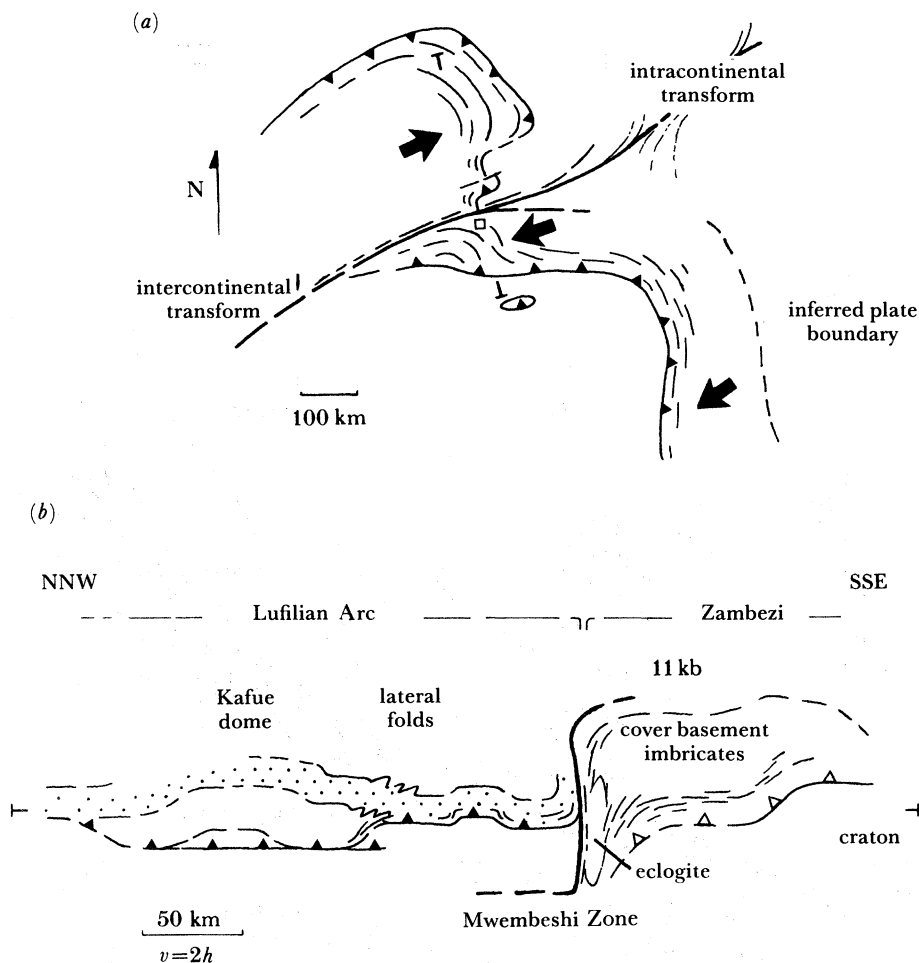 (a)
intracontinental
transform
N
intercontinental
transform
inferred plate
boundary
100 km
(b)
NNW
SSE
Lufilian Arc
Zambezi
11 kb
Kafue
dome
lateral
folds
cover basement
imbricates
craton
eclogite
50 km
v=2h
Mwembeshi Zone